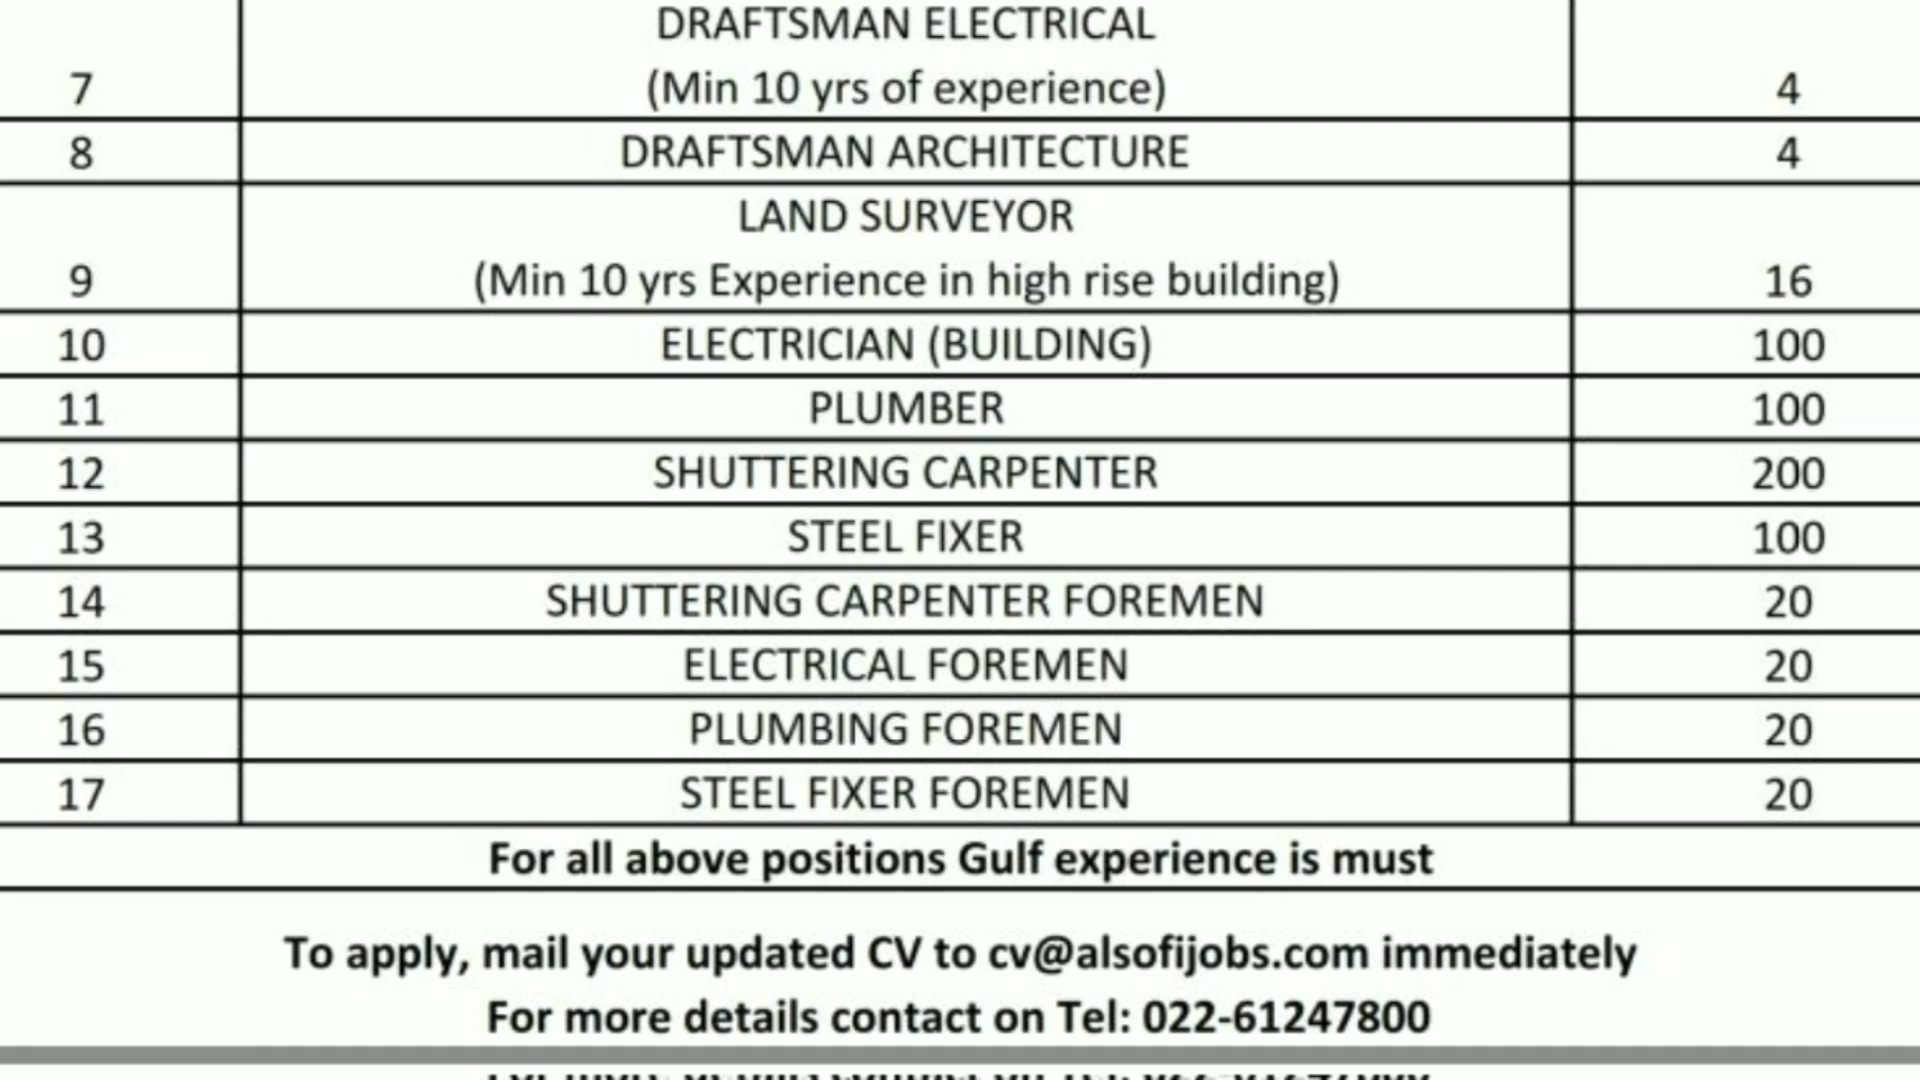 DRAFTSMAN ELECTRICAL
7 (Min 10 yrs of experience) 4
8 DRAFTSMAN ARCHITECTURE 4
LAND SURVEYOR
9 (Min 10 yrs Experience in high rise building) 16
10 ELECTRICIAN (BUILDING) 100
11 PLUMBER 100
12 SHUTTERING CARPENTER 200
13 STEEL FIXER 100
14 SHUTTERING CARPENTER FOREMEN 20
15 ELECTRICAL FOREMEN 20
16 PLUMBING FOREMEN 20
17 STEEL FIXER FOREMEN 20
For all above positions Gulf experience is must
To apply, mail your updated CV to cv@alsofijobs.com immediately
For more details contact on Tel: 022-61247800